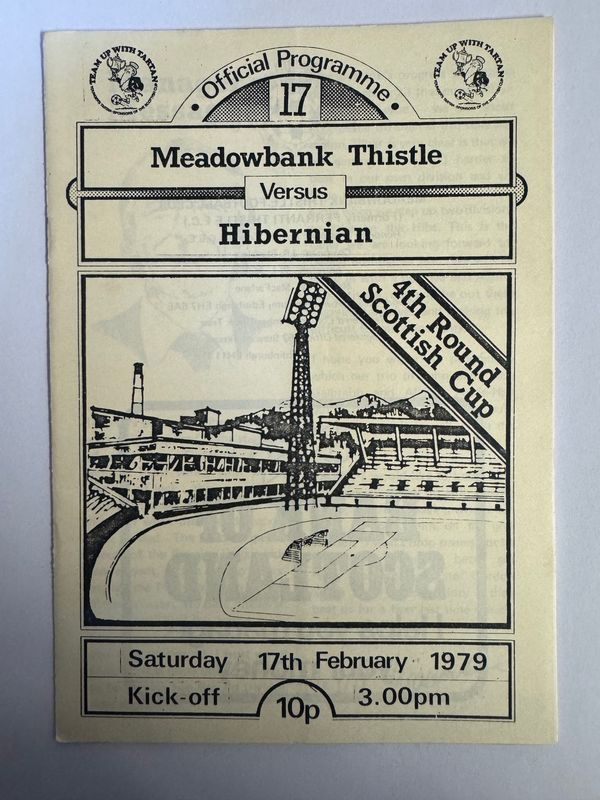 TEAM UP WITH TARTAN
TEAM UP WITH TARTAN
· Official Programme ·
17
Meadowbank Thistle
Versus
Hibernian
4th Round
Scottish Cup
Saturday 17th February 1979
Kick-off 3.00pm
10p